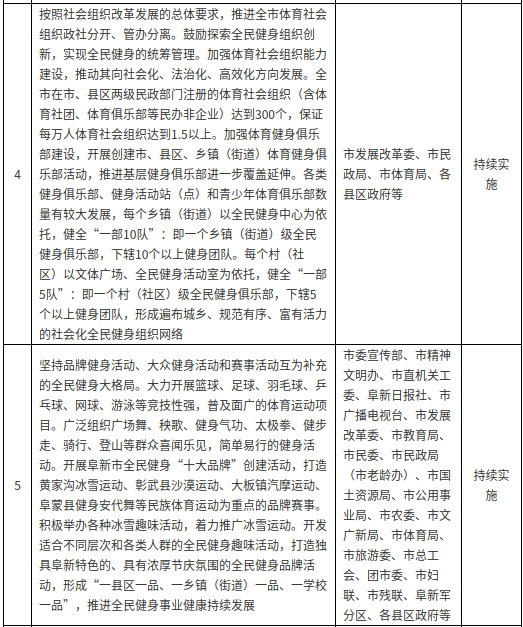 4
按照社会组织改革发展的总体要求，推进全市体育社会
组织政社分开、管办分离。鼓励探索全民健身组织创
新，实现全民健身的统筹管理。加强体育社会组织能力
建设，推动其向社会化、法治化、高效化方向发展。全
市在市、县区两级民政部门注册的体育社会组织（含体
育社团、体育俱乐部等民办非企业）达到300个，保证
每万人体育社会组织达到1.5以上。加强体育健身俱乐
部建设，开展创建市、县区、乡镇（街道）体育健身俱
乐部活动，推进基层健身俱乐部进一步覆盖延伸。各类
健身俱乐部、健身活动站（点）和青少年体育俱乐部数
量有较大发展，每个乡镇（街道）以全民健身中心为依
托，健全“一部10队”：即一个乡镇（街道）级全民
健身俱乐部，下辖10个以上健身团队。每个村（社
区）以文体广场、全民健身活动室为依托，健全“一部
5队”：即一个村（社区）级全民健身俱乐部，下辖5
个以上健身团队，形成遍布城乡、规范有序、富有活力
的社会化全民健身组织网络
市发展改革委、市民
政局、市体育局、各
县区政府等
持续实
施
5
坚持品牌健身活动、大众健身活动和赛事活动互为补充
的全民健身大格局。大力开展篮球、足球、羽毛球、乒
乓球、网球、游泳等竞技性强，普及面广的体育运动项
目。广泛组织广场舞、秧歌、健身气功、太极拳、健步
走、骑行、登山等群众喜闻乐见，简单易行的健身活
动。开展阜新市全民健身“十大品牌”创建活动，打造
黄家沟冰雪运动、彰武县沙漠运动、大板镇汽摩运动、
阜蒙县健身安代舞等民族体育运动为重点的品牌赛事。
积极举办各种冰雪趣味活动，着力推广冰雪运动。开发
适合不同层次和各类人群的全民健身趣味活动，打造独
具阜新特色的、具有浓厚节庆氛围的全民健身品牌活
动，形成“一县区一品、一乡镇（街道）一品、一学校
一品”，推进全民健身事业健康持续发展
市委宣传部、市精神
文明办、市直机关工
委、阜新日报社、市
广播电视台、市发展
改革委、市教育局、
市民委、市民政局
（市老龄办）、市国
土资源局、市公用事
业局、市农委、市文
广新局、市体育局、
市旅游委、市总工
会、团市委、市妇
联、市残联、阜新军
分区、各县区政府等
持续实
施